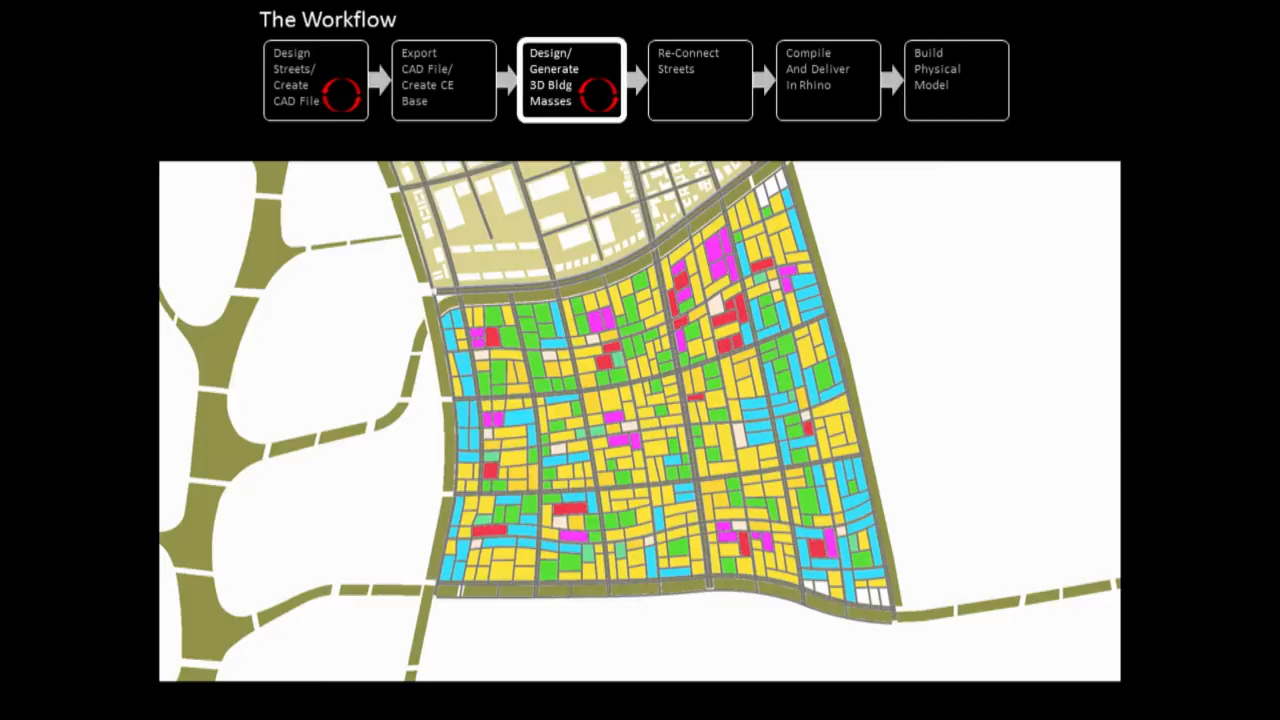 The Workflow
Design
Streets/
Create
CAD File
Export
CAD File/
Create CE
Base
Design/
Generate
3D Bldg
Masses
Re-Connect
Streets
Compile
And Deliver
In Rhino
Build
Physical
Model